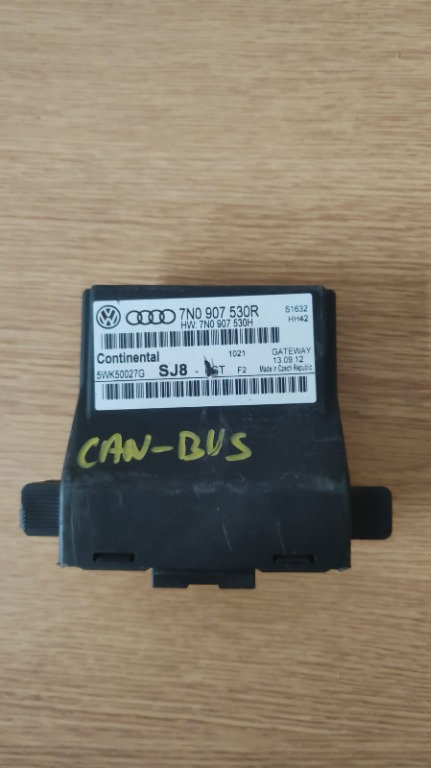 7N0 907 530R S1632
HW: 7N0 907 530H HH42
Continental 1021 GATEWAY
13.09.12
5WK50027G SJ8 - F2 Made in Czech Republic
CAN-BUS